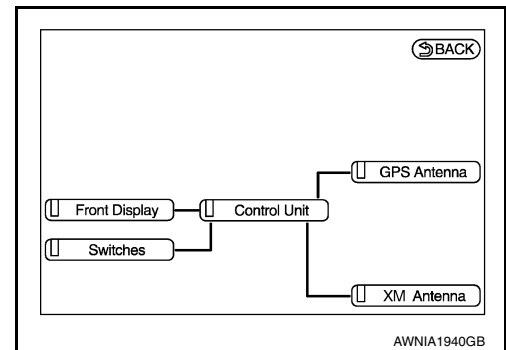 BACK
GPS Antenna
Front Display
Control Unit
Switches
XM Antenna
AWNIA1940GB